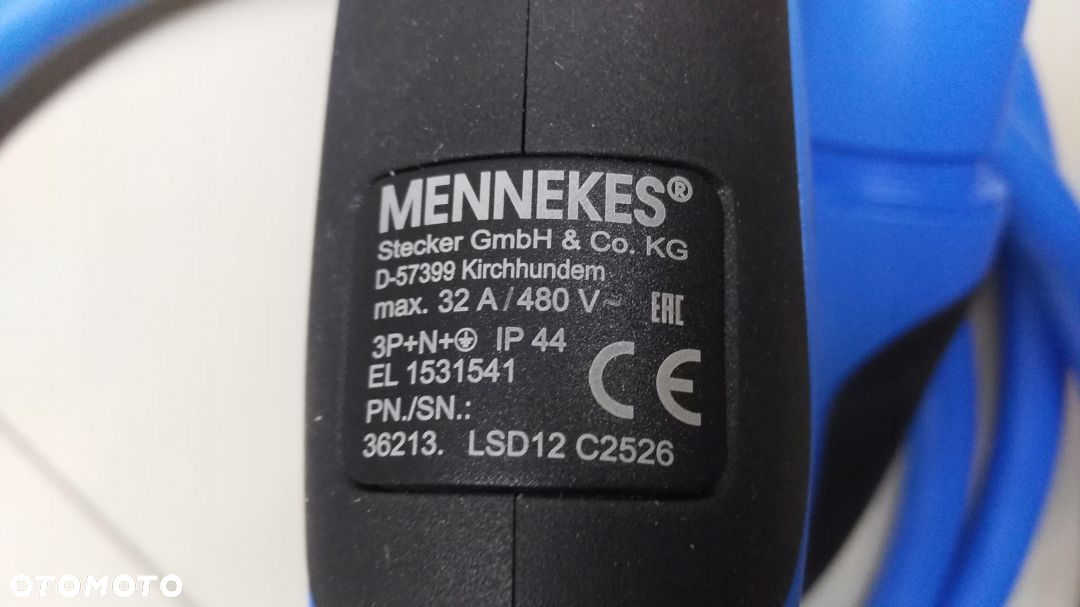 MENNEKES®
Stecker GmbH & Co. KG
D-57399 Kirchhundem
max. 32 A / 480 V ~
EAC
3P+N+⏚ IP 44
CE
EL 1531541
PN./SN.:
36213. LSD12 C2526
OTOMOTO